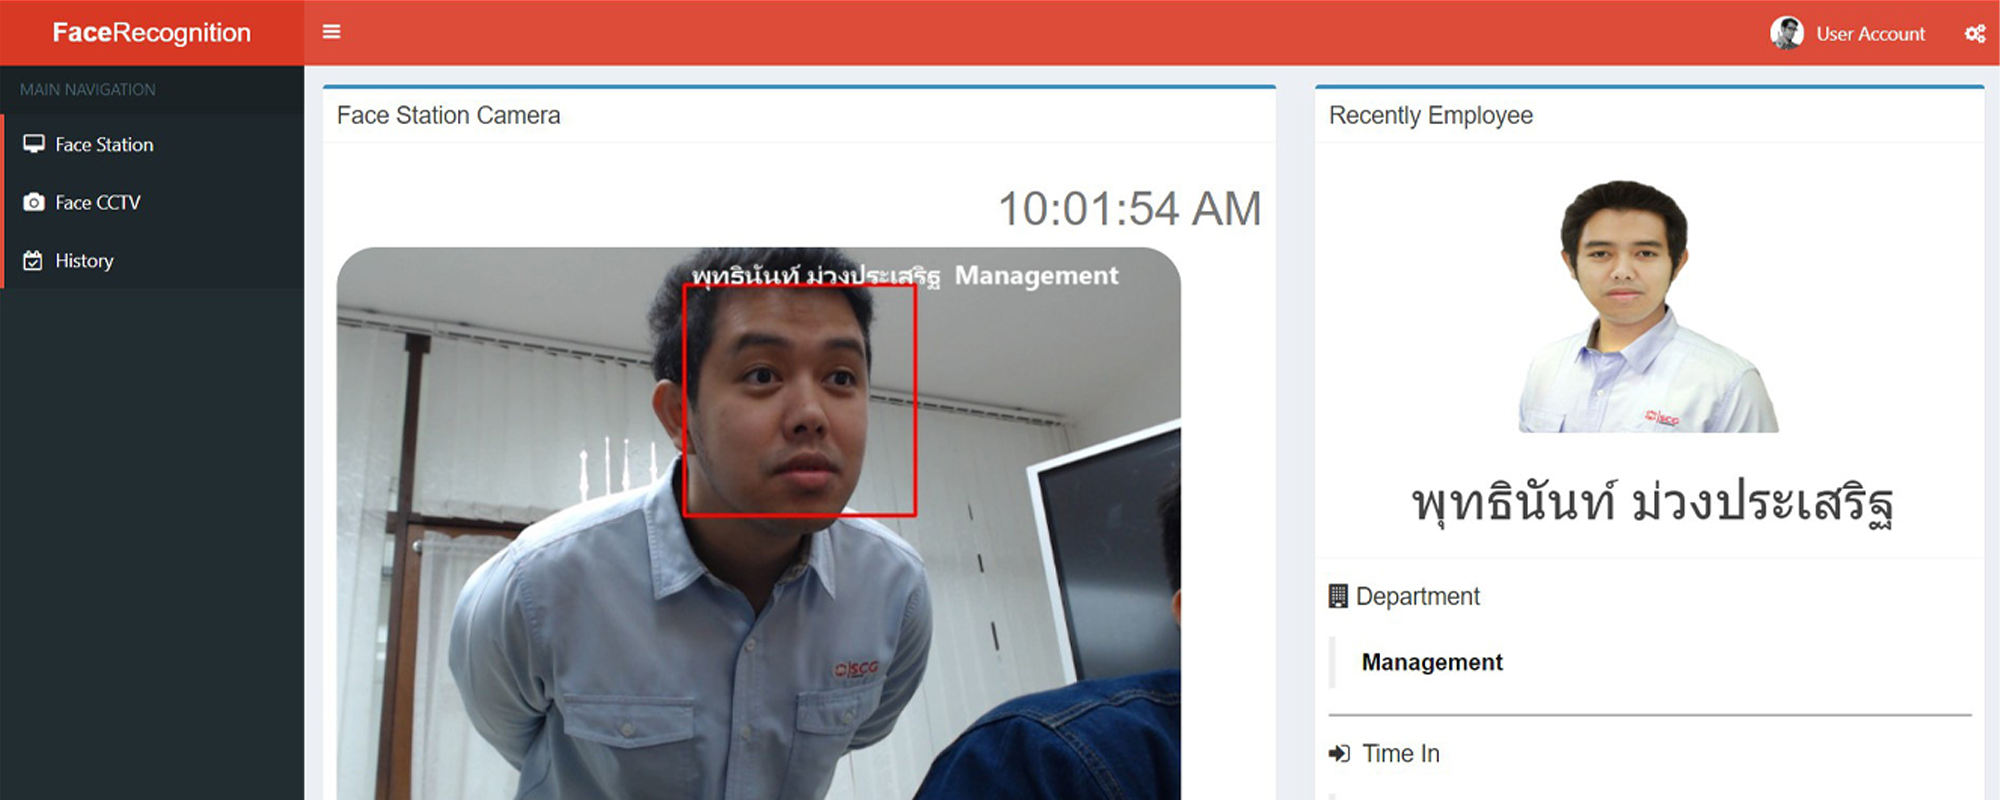 FaceRecognition
User Account
MAIN NAVIGATION
Face Station
Face CCTV
History
Face Station Camera
10:01:54 AM
พุทธินันท์ ม่วงประเสริฐ Management
SCG
Recently Employee
SCG
พุทธินันท์ ม่วงประเสริฐ
Department
Management
Time In